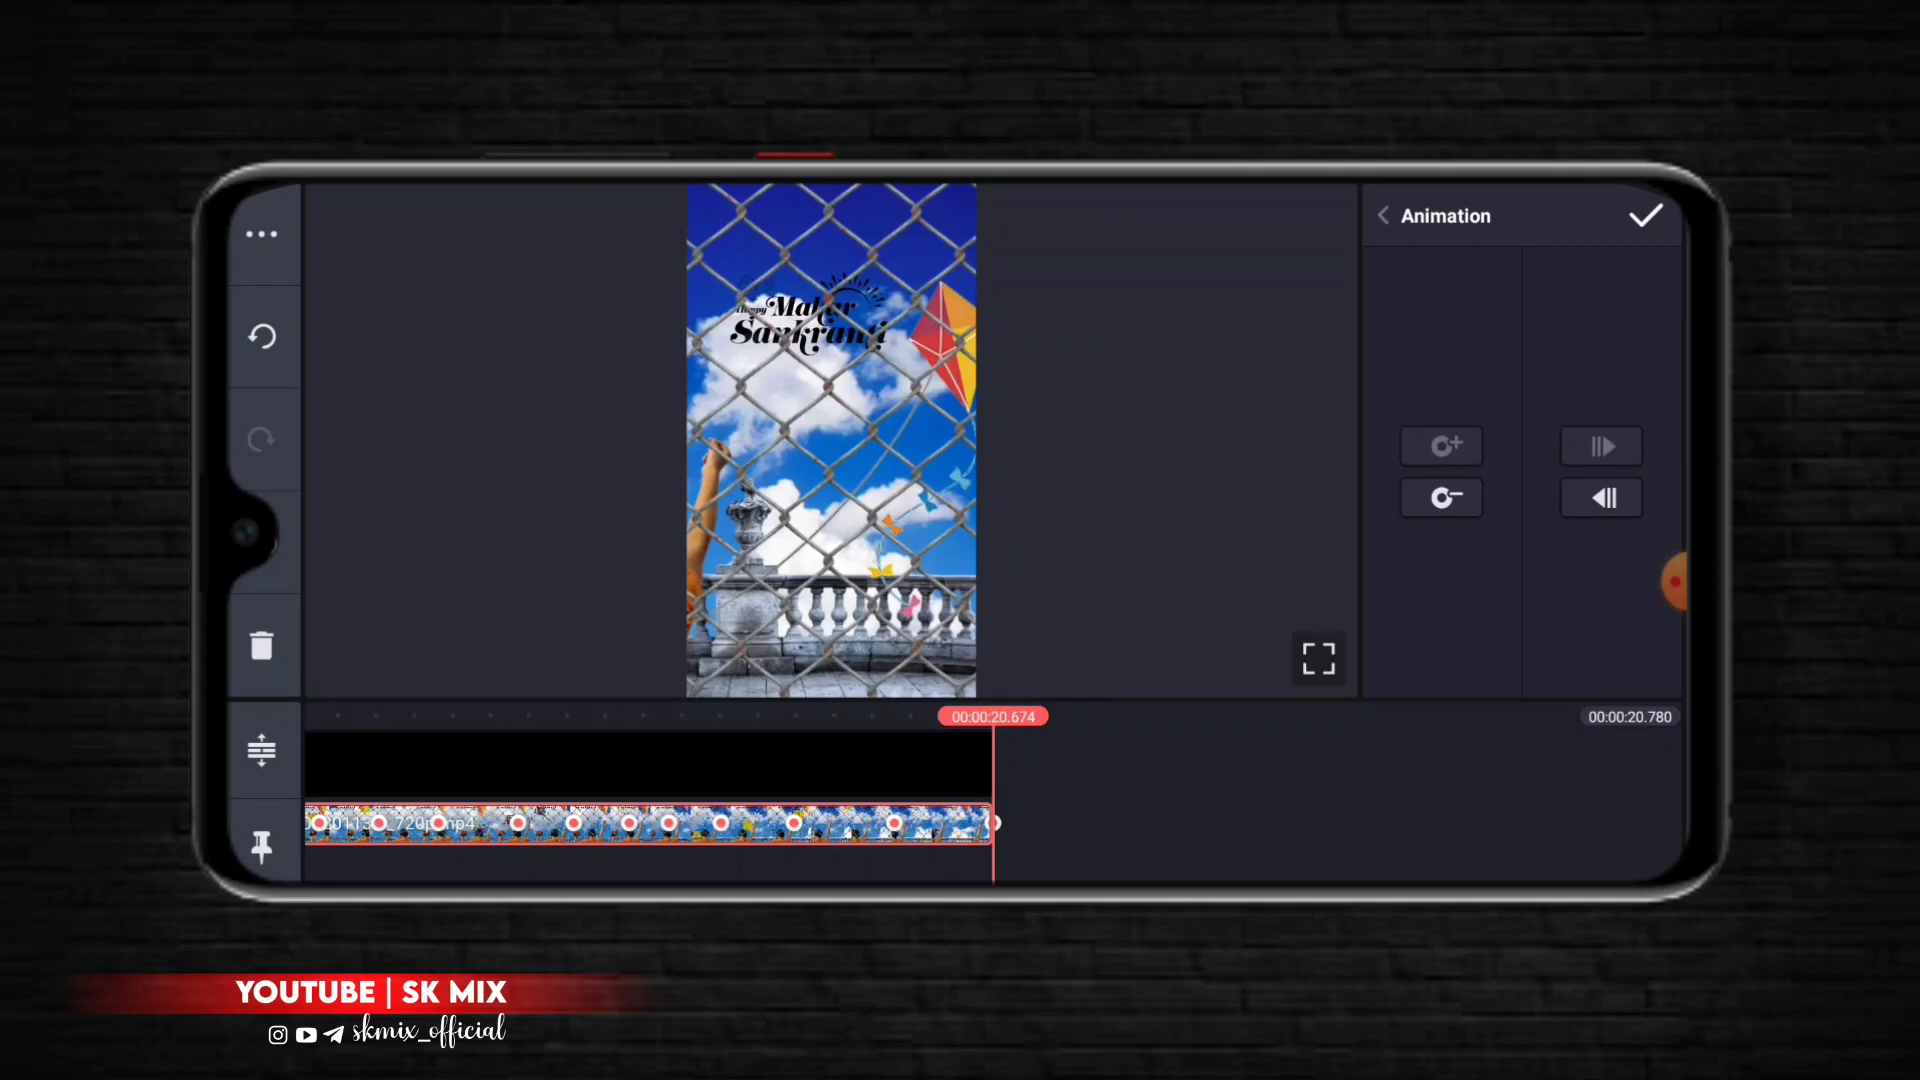 Animation
Happy Makar
Sankranti
00:00:20.674
00:00:20.780
YOUTUBE | SK MIX
skmix_official